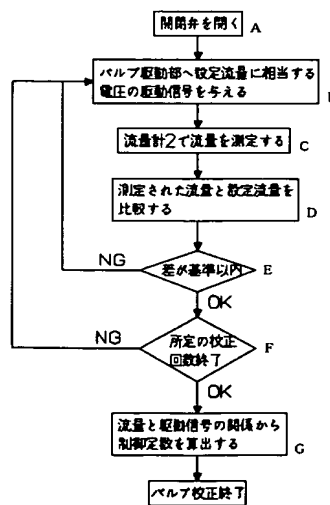 開閉弁を開く A
バルブ駆動部へ設定流量に相当する
電圧の駆動信号を与える
流量計2で流量を測定する C
測定された流量と設定流量を
比較する D
NG 差が基準以内 E
OK
NG 所定の校正
回数終了 F
OK
流量と駆動信号の関係から
制御定数を算出する G
バルブ校正終了